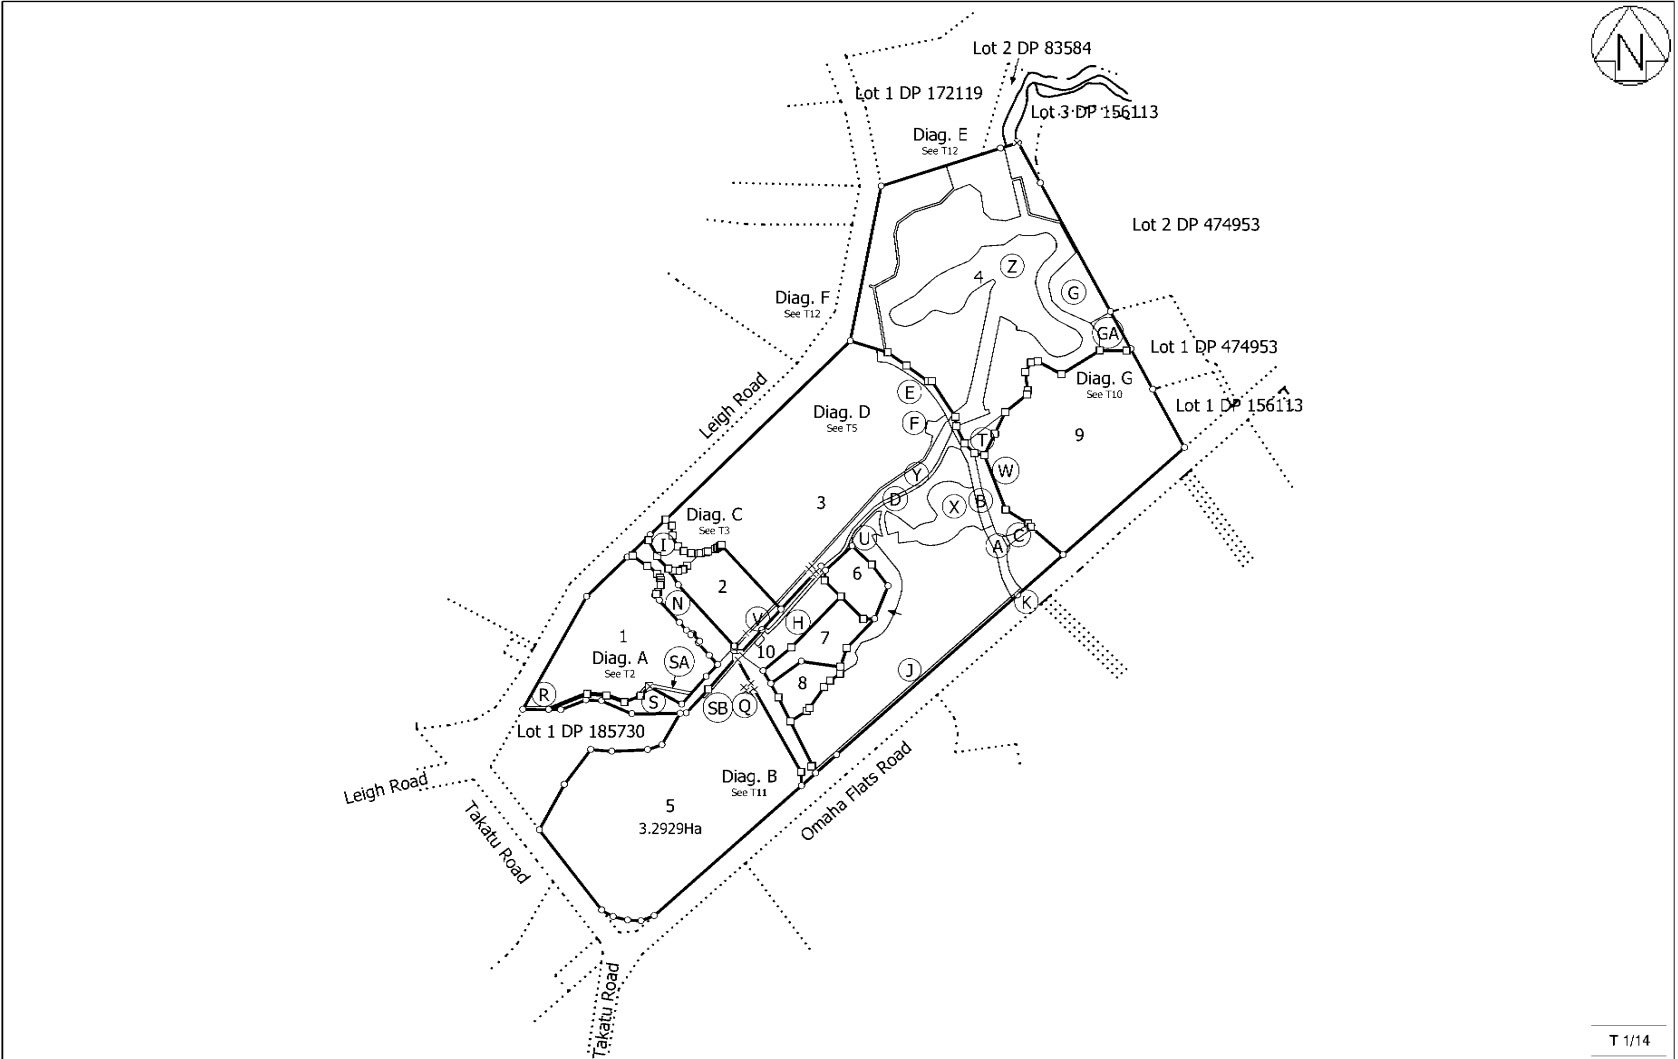 N
Lot 2 DP 83584
Lot 1 DP 172119
Lot 3 DP 156113
Diag. E
See T12
Lot 2 DP 474953
Z
4
G
Diag. F
See T12
GA
Lot 1 DP 474953
Diag. G
See T10
Leigh Road
E
Lot 1 DP 156113
Diag. D
See T5
F
T
9
Y
W
D
B
X
3
Diag. C
See T3
I
U
C
A
6
2
N
K
V
H
1
7
10
Diag. A
See T2
SA
J
8
R
S
SB
Q
Lot 1 DP 185730
Leigh Road
Diag. B
See T11
Omaha Flats Road
5
3.2929Ha
Takatu Road
Takatu Road
T 1/14